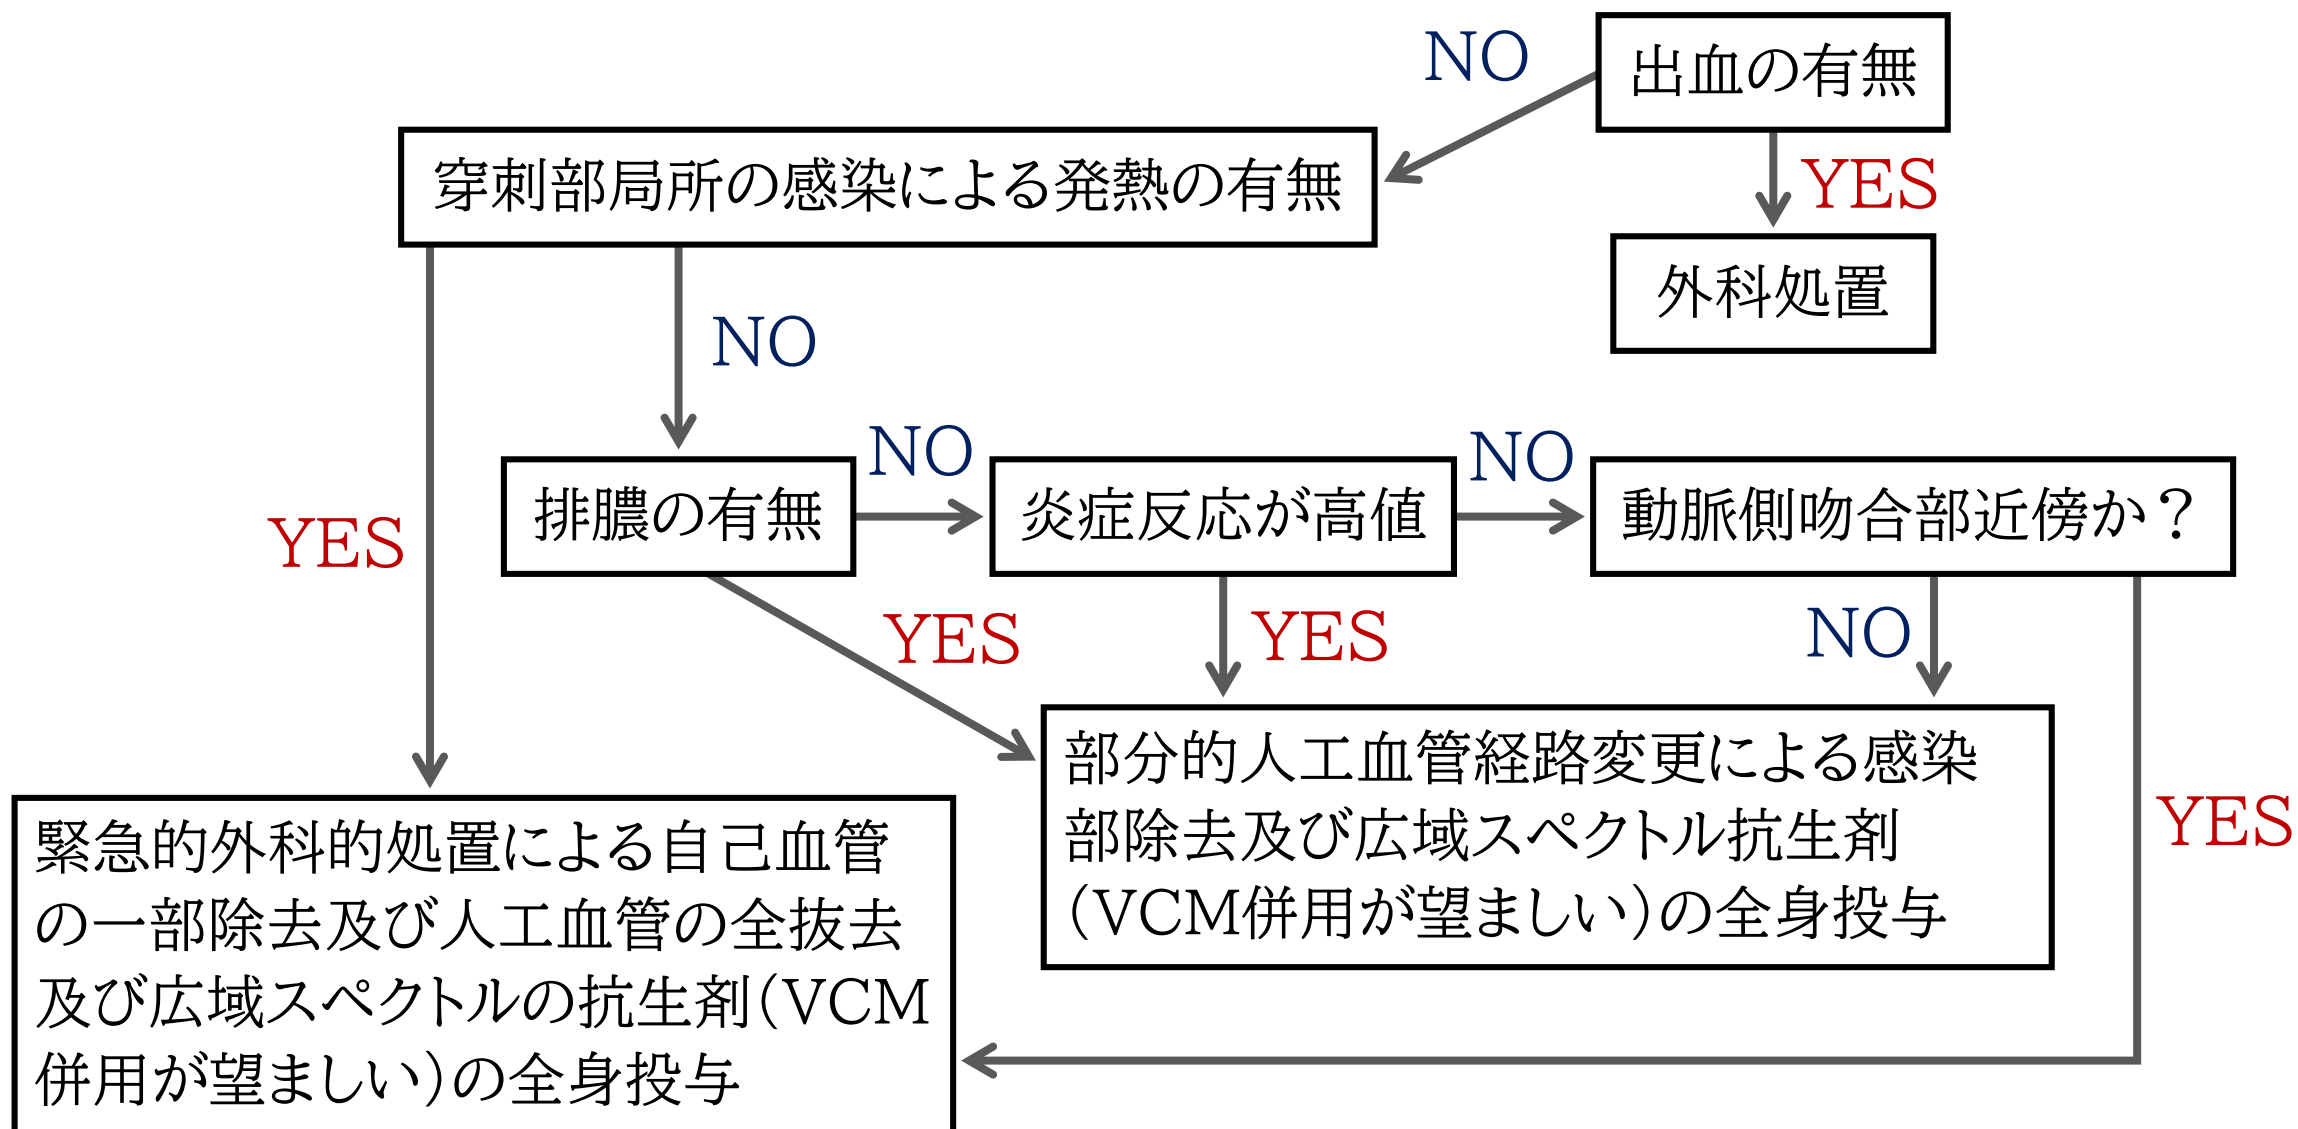 出血の有無
NO
YES
外科処置
穿刺部局所の感染による発熱の有無
NO
YES
排膿の有無
NO
YES
炎症反応が高値
NO
YES
動脈側吻合部近傍か？
NO
YES
部分的人工血管経路変更による感染
部除去及び広域スペクトル抗生剤
（VCM併用が望ましい）の全身投与
緊急的外科的処置による自己血管
の一部除去及び人工血管の全抜去
及び広域スペクトルの抗生剤（VCM
併用が望ましい）の全身投与